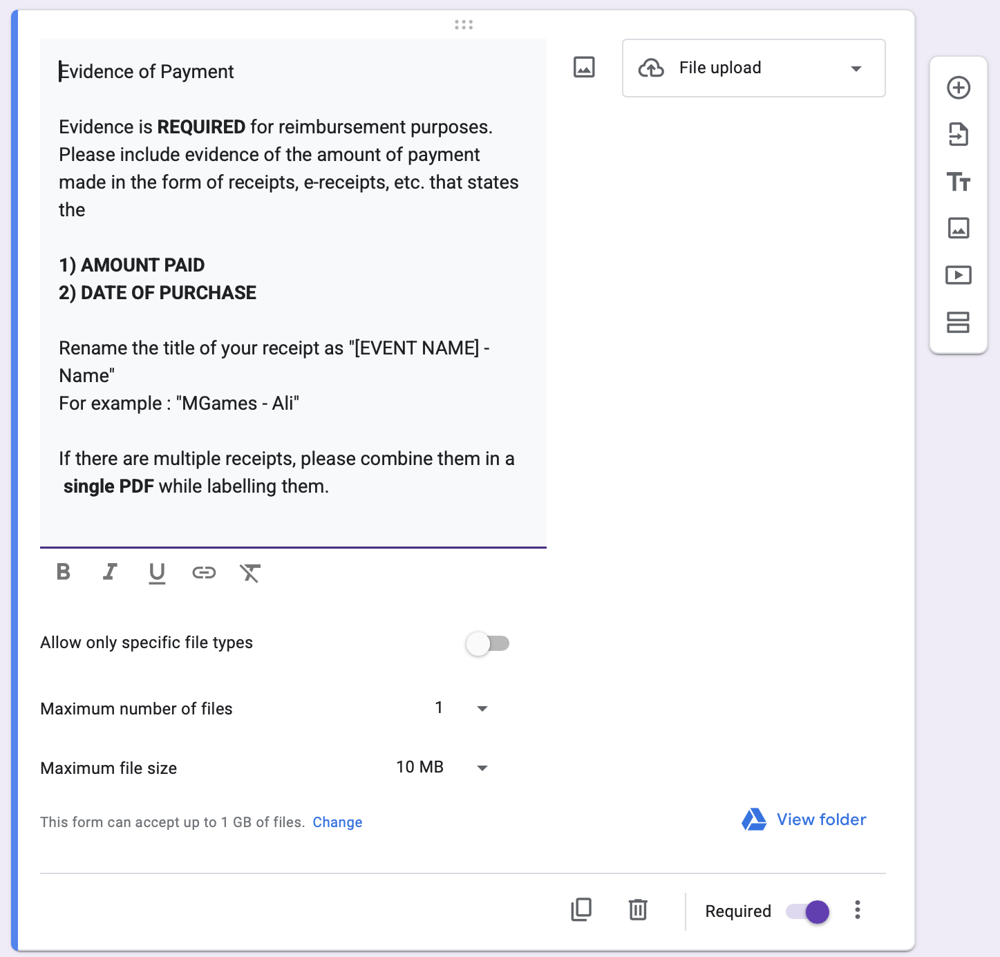 Evidence of Payment
File upload
Evidence is REQUIRED for reimbursement purposes.
Please include evidence of the amount of payment
made in the form of receipts, e-receipts, etc. that states
the
1) AMOUNT PAID
2) DATE OF PURCHASE
Rename the title of your receipt as "[EVENT NAME] -
Name"
For example : "MGames - Ali"
If there are multiple receipts, please combine them in a
single PDF while labelling them.
Allow only specific file types
Maximum number of files 1
Maximum file size 10 MB
This form can accept up to 1 GB of files. Change
View folder
Required